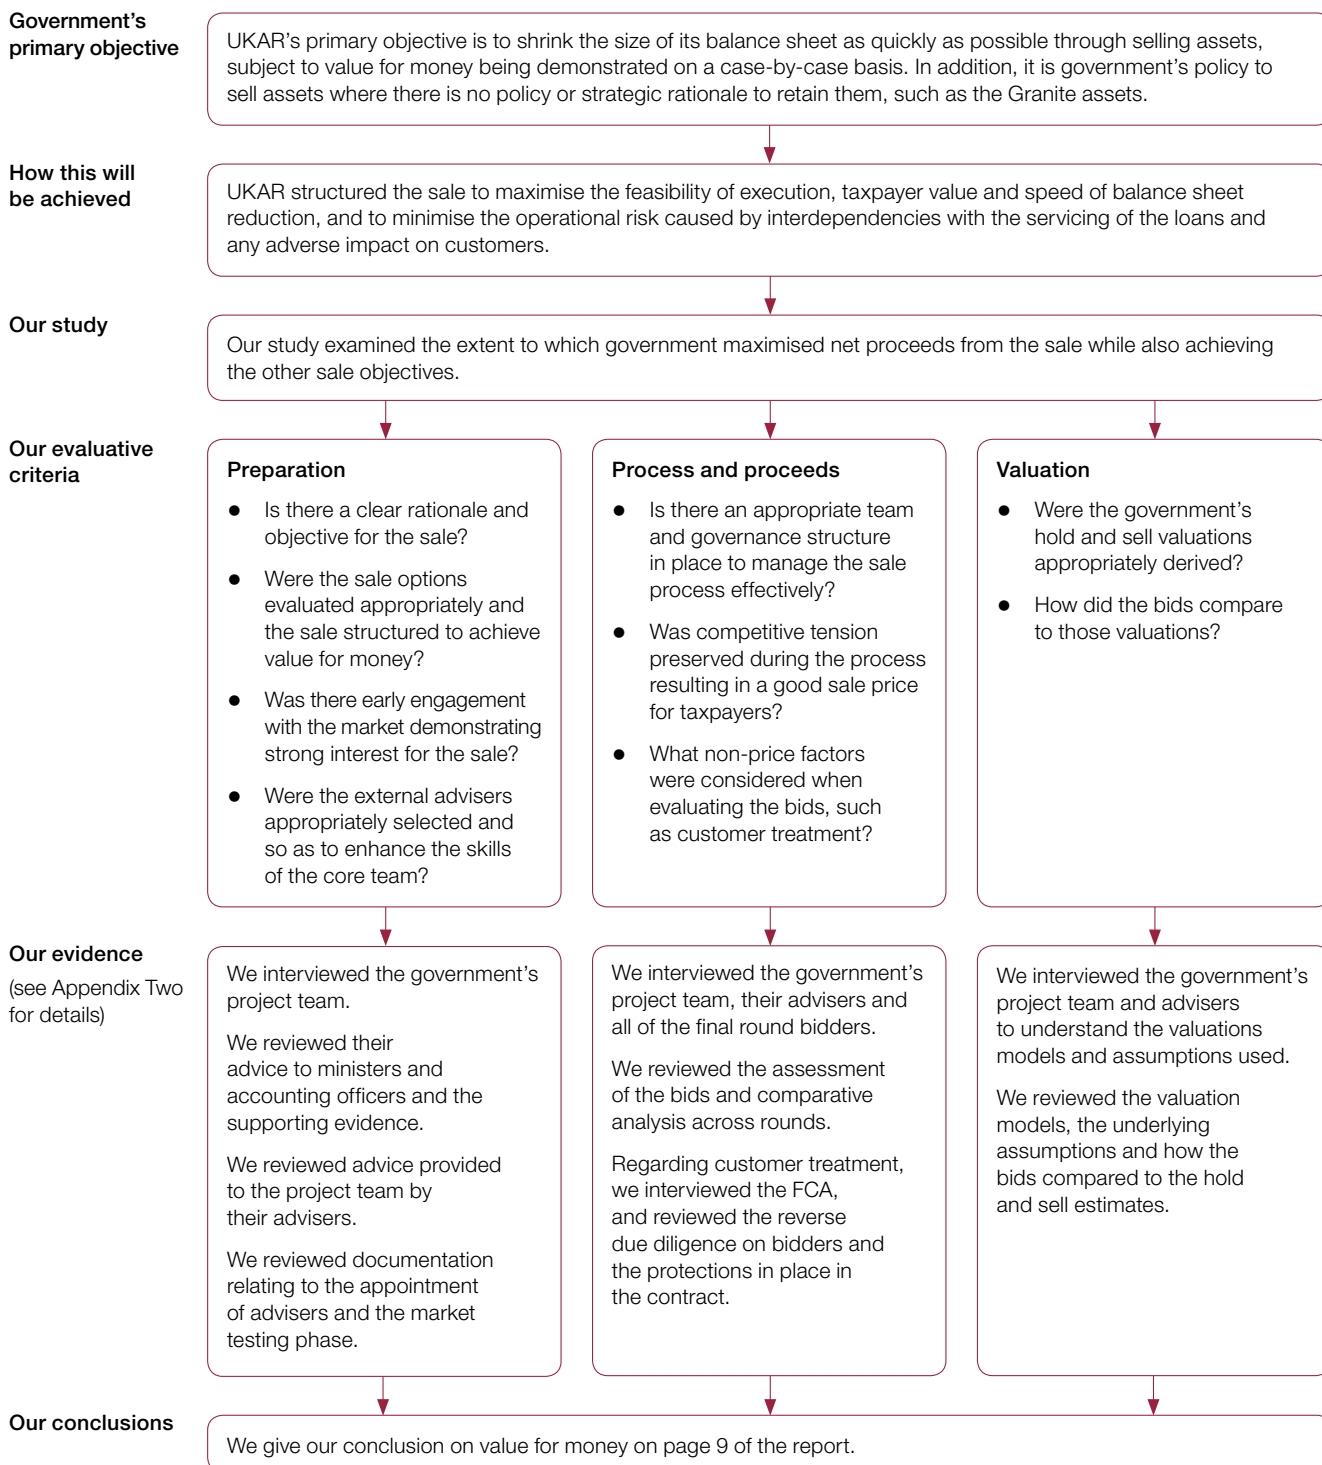 Government's
primary objective
UKAR's primary objective is to shrink the size of its balance sheet as quickly as possible through selling assets,
subject to value for money being demonstrated on a case-by-case basis. In addition, it is government's policy to
sell assets where there is no policy or strategic rationale to retain them, such as the Granite assets.
How this will
be achieved
UKAR structured the sale to maximise the feasibility of execution, taxpayer value and speed of balance sheet
reduction, and to minimise the operational risk caused by interdependencies with the servicing of the loans and
any adverse impact on customers.
Our study
Our study examined the extent to which government maximised net proceeds from the sale while also achieving
the other sale objectives.
Our evaluative
criteria
Preparation
● Is there a clear rationale and
objective for the sale?
● Were the sale options
evaluated appropriately and
the sale structured to achieve
value for money?
● Was there early engagement
with the market demonstrating
strong interest for the sale?
● Were the external advisers
appropriately selected and
so as to enhance the skills
of the core team?
Process and proceeds
● Is there an appropriate team
and governance structure
in place to manage the sale
process effectively?
● Was competitive tension
preserved during the process
resulting in a good sale price
for taxpayers?
● What non-price factors
were considered when
evaluating the bids, such
as customer treatment?
Valuation
● Were the government's
hold and sell valuations
appropriately derived?
● How did the bids compare
to those valuations?
Our evidence
(see Appendix Two
for details)
We interviewed the government's
project team.
We reviewed their
advice to ministers and
accounting officers and the
supporting evidence.
We reviewed advice provided
to the project team by
their advisers.
We reviewed documentation
relating to the appointment
of advisers and the market
testing phase.
We interviewed the government's
project team, their advisers and
all of the final round bidders.
We reviewed the assessment
of the bids and comparative
analysis across rounds.
Regarding customer treatment,
we interviewed the FCA,
and reviewed the reverse
due diligence on bidders and
the protections in place in
the contract.
We interviewed the government's
project team and advisers
to understand the valuations
models and assumptions used.
We reviewed the valuation
models, the underlying
assumptions and how the
bids compared to the hold
and sell estimates.
Our conclusions
We give our conclusion on value for money on page 9 of the report.